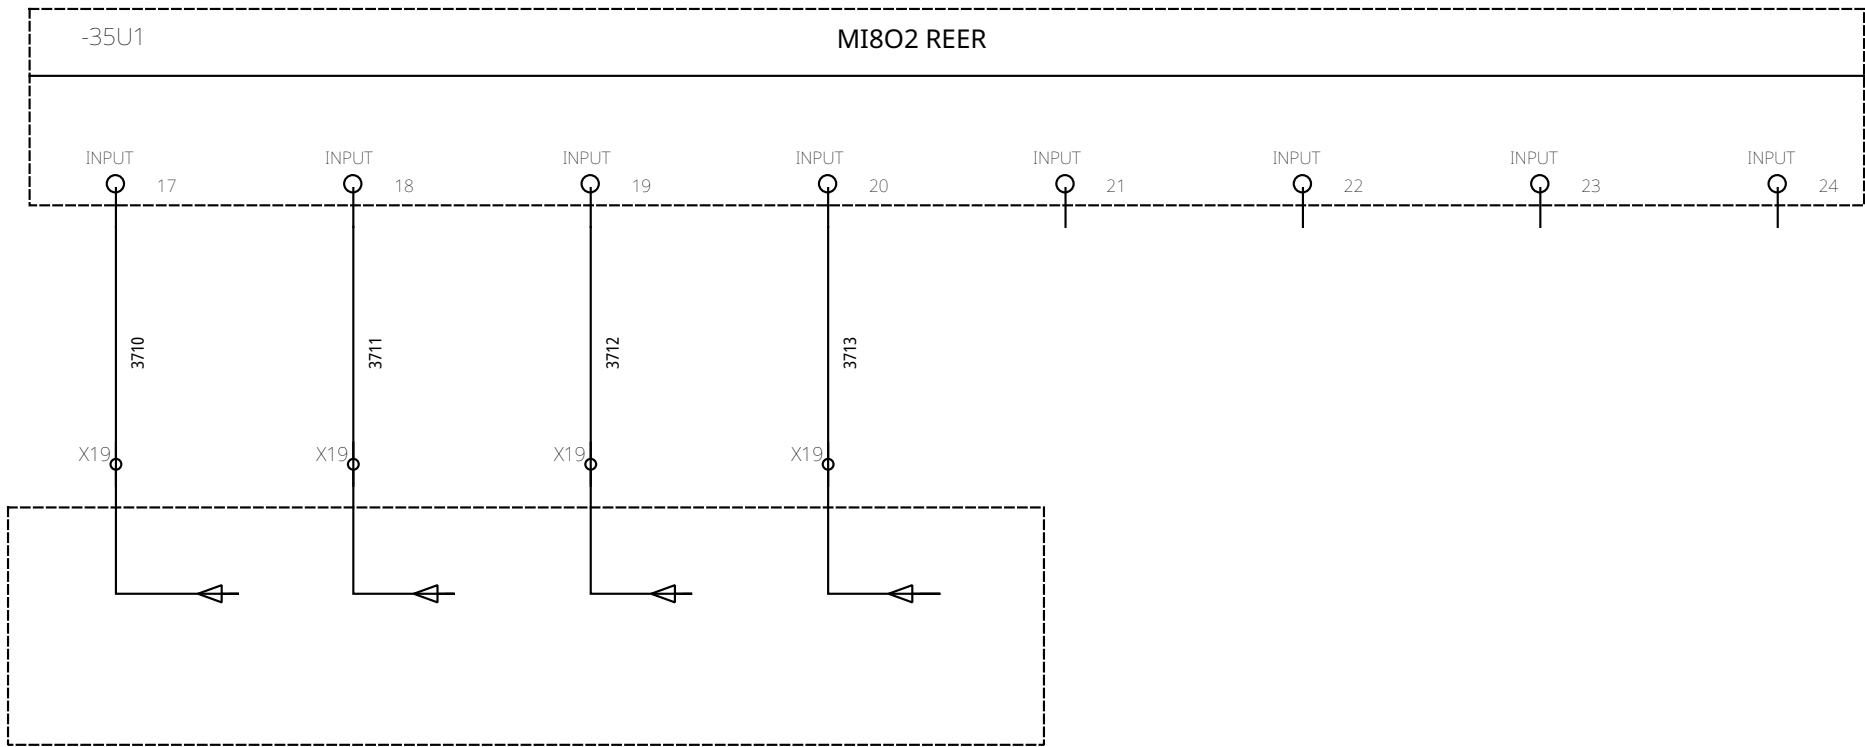 -35U1
MI8O2 REER
INPUT INPUT INPUT INPUT INPUT INPUT INPUT INPUT
17 18 19 20 21 22 23 24
3710 3711 3712 3713
X19 X19 X19 X19